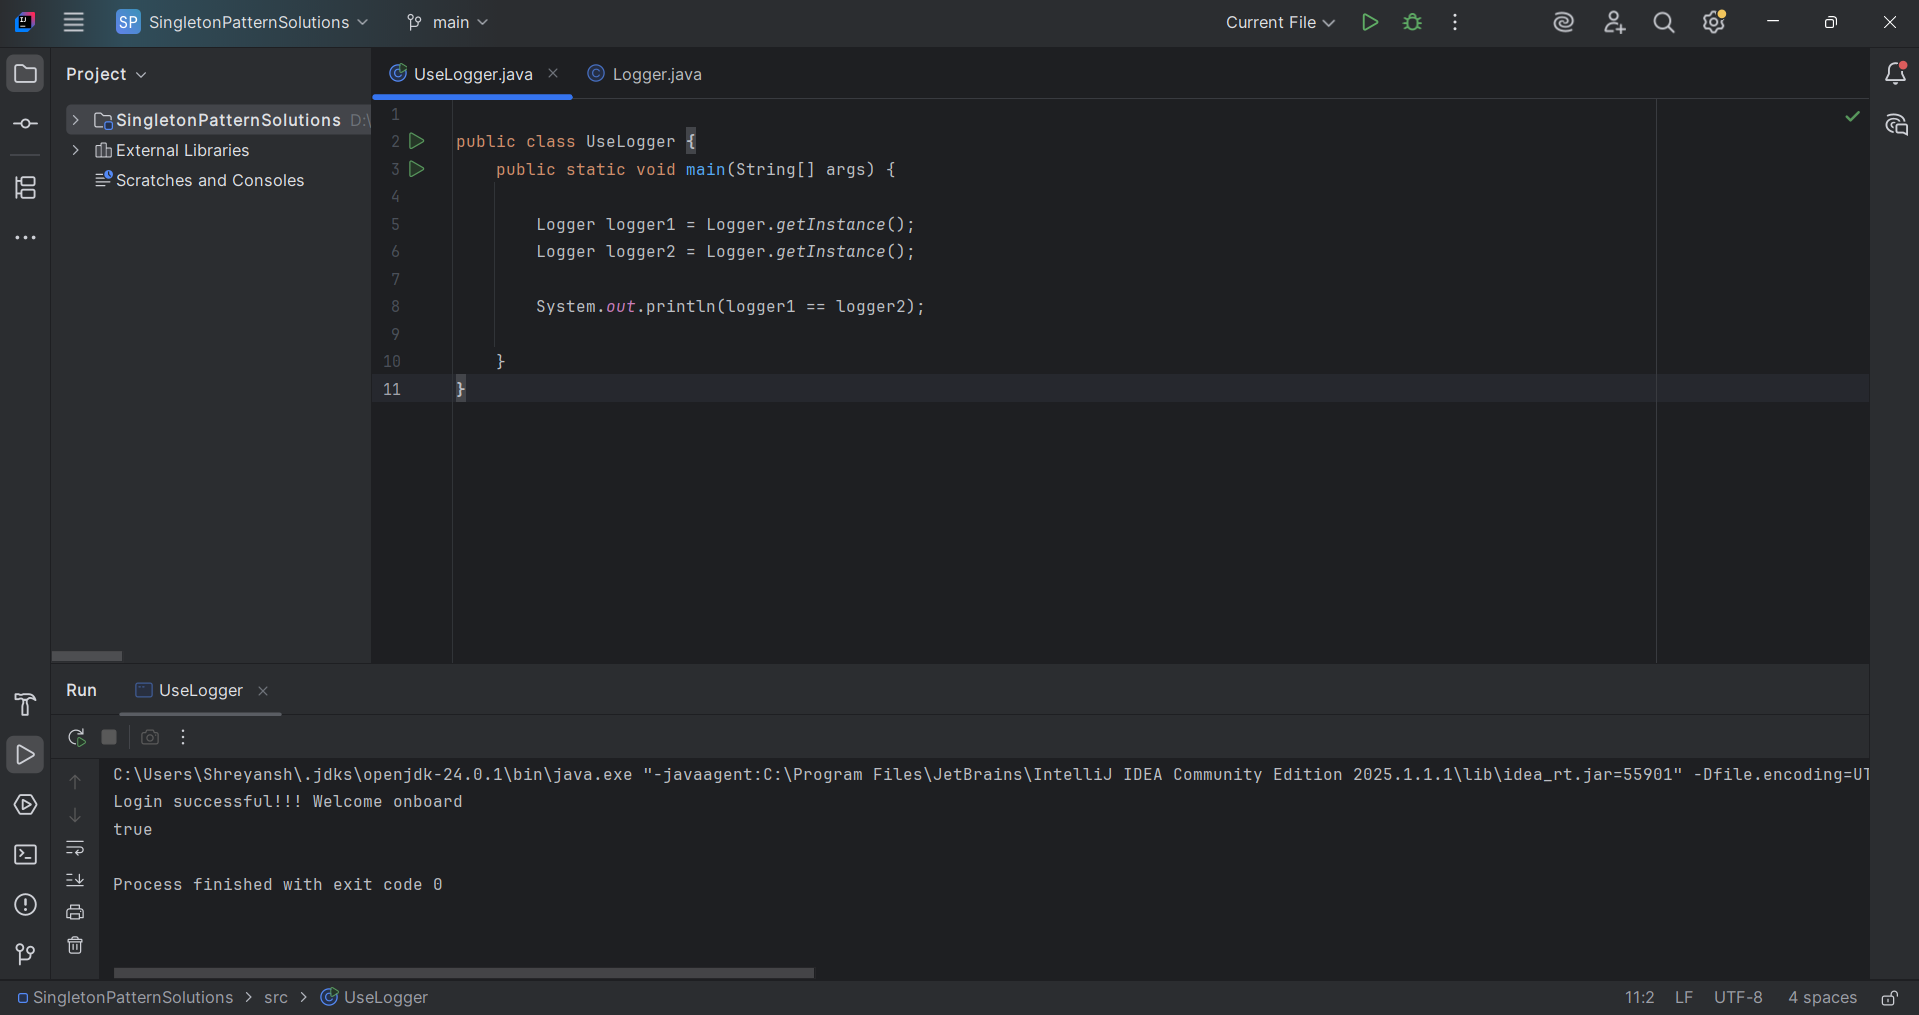 SP SingletonPatternSolutions main Current File
Project
UseLogger.java Logger.java
SingletonPatternSolutions D:\
External Libraries
Scratches and Consoles
1
2 public class UseLogger {
3 public static void main(String[] args) {
4
5 Logger logger1 = Logger.getInstance();
6 Logger logger2 = Logger.getInstance();
7
8 System.out.println(logger1 == logger2);
9
10 }
11 }
Run UseLogger
C:\Users\Shreyansh\.jdks\openjdk-24.0.1\bin\java.exe "-javaagent:C:\Program Files\JetBrains\IntelliJ IDEA Community Edition 2025.1.1.1\lib\idea_rt.jar=55901" -Dfile.encoding=UT
Login successful!!! Welcome onboard
true
Process finished with exit code 0
SingletonPatternSolutions > src > UseLogger 11:2 LF UTF-8 4 spaces